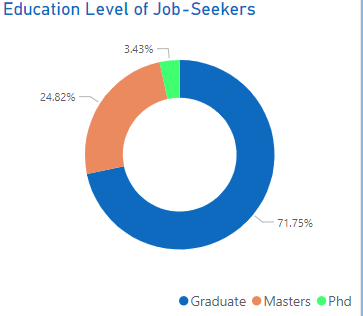 Education Level of Job-Seekers
3.43%
24.82%
71.75%
Graduate Masters Phd